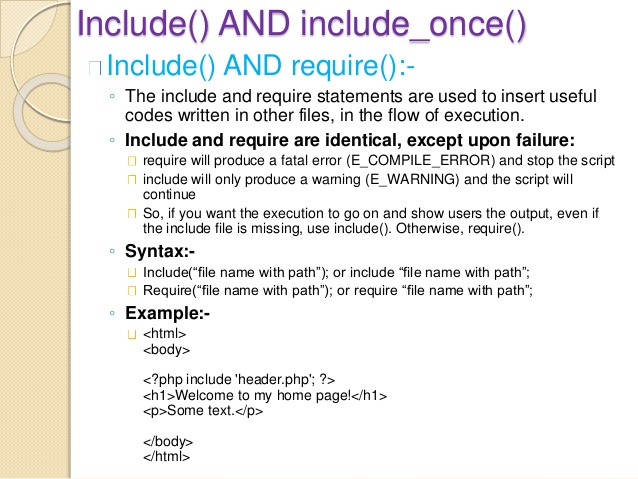 Include() AND include_once()
Include() AND require():-
The include and require statements are used to insert useful
codes written in other files, in the flow of execution.
Include and require are identical, except upon failure:
require will produce a fatal error (E_COMPILE_ERROR) and stop the script
include will only produce a warning (E_WARNING) and the script will
continue
So, if you want the execution to go on and show users the output, even if
the include file is missing, use include(). Otherwise, require().
Syntax:-
Include(“file name with path”); or include “file name with path”;
Require(“file name with path”); or require “file name with path”;
Example:-
<html>
<body>
<?php include 'header.php'; ?>
<h1>Welcome to my home page!</h1>
<p>Some text.</p>
</body>
</html>